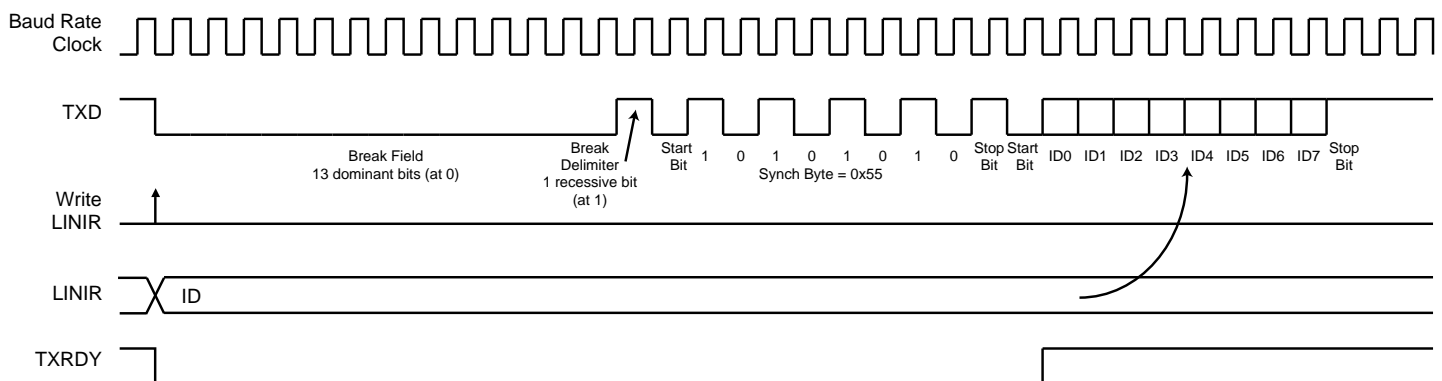 Baud Rate
Clock
TXD
Break Field
13 dominant bits (at 0)
Break
Delimiter
1 recessive bit
(at 1)
Start
Bit
1 0 1 0 1 0 1 0
Synch Byte = 0x55
Stop
Bit
Start
Bit
ID0 ID1 ID2 ID3 ID4 ID5 ID6 ID7
Stop
Bit
Write
LINIR
LINIR
ID
TXRDY